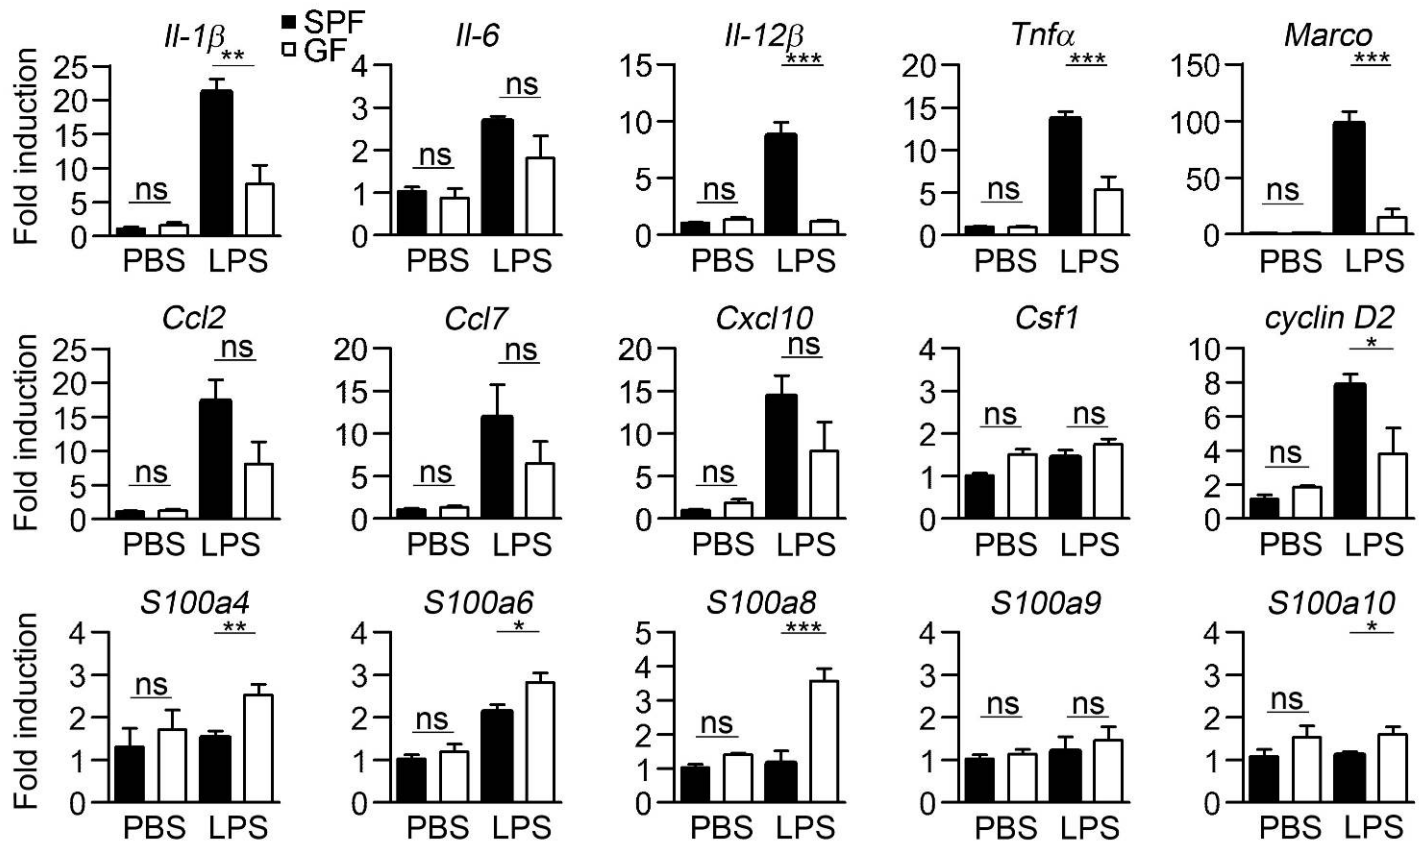 Il-1β
■ SPF
□ GF
Il-6
Il-12β
Tnfα
Marco
Fold induction
25
20
15
10
5
0
ns
**
PBS LPS
4
3
2
1
0
ns
ns
PBS LPS
15
10
5
0
ns
***
PBS LPS
20
15
10
5
0
ns
***
PBS LPS
150
100
50
0
ns
***
PBS LPS
Ccl2
Ccl7
Cxcl10
Csf1
cyclin D2
Fold induction
25
20
15
10
5
0
ns
ns
PBS LPS
20
15
10
5
0
ns
ns
PBS LPS
20
15
10
5
0
ns
ns
PBS LPS
4
3
2
1
0
ns
ns
PBS LPS
10
8
6
4
2
0
ns
*
PBS LPS
S100a4
S100a6
S100a8
S100a9
S100a10
Fold induction
4
3
2
1
0
ns
**
PBS LPS
4
3
2
1
0
ns
*
PBS LPS
5
4
3
2
1
0
ns
***
PBS LPS
4
3
2
1
0
ns
ns
PBS LPS
4
3
2
1
0
ns
*
PBS LPS